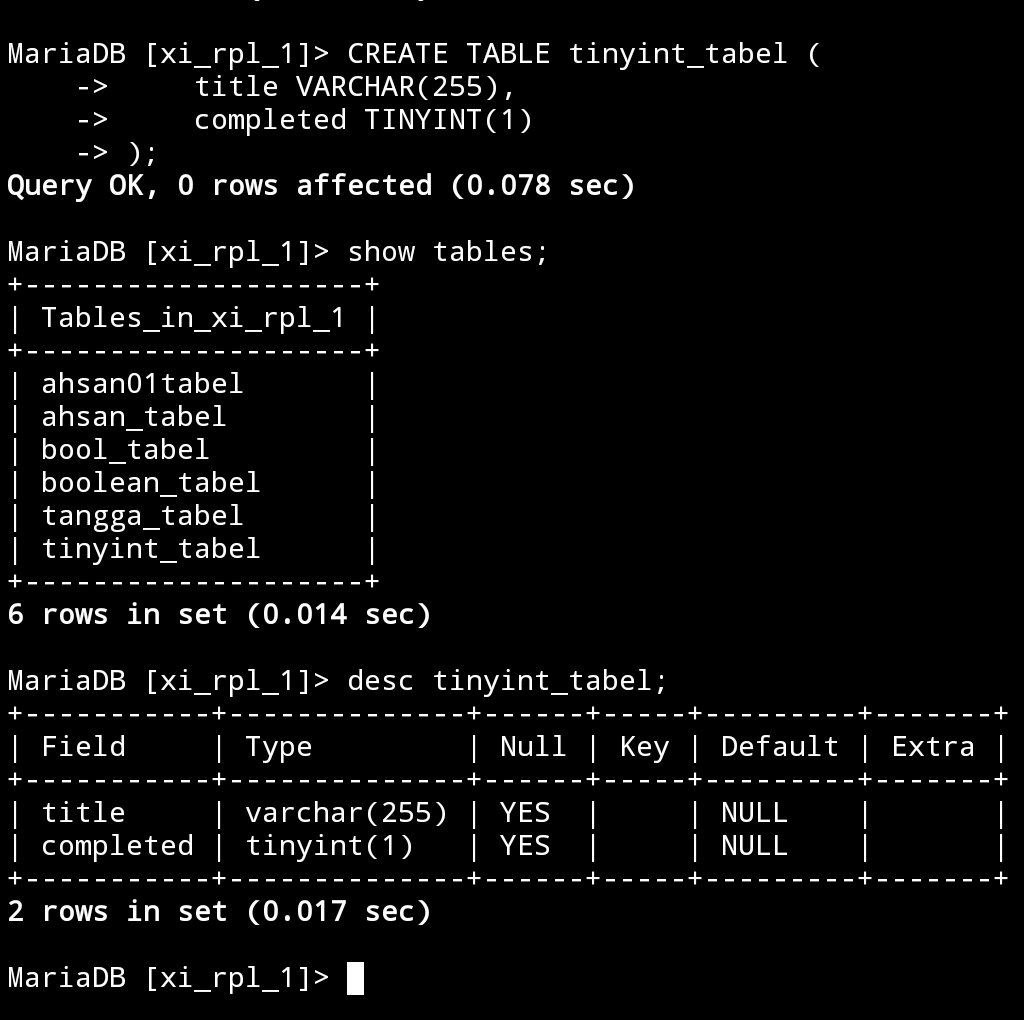 MariaDB [xi_rpl_1]> CREATE TABLE tinyint_tabel (
    ->     title VARCHAR(255),
    ->     completed TINYINT(1)
    -> );
Query OK, 0 rows affected (0.078 sec)
MariaDB [xi_rpl_1]> show tables;
+--------------------+
| Tables_in_xi_rpl_1 |
+--------------------+
| ahsan01tabel       |
| ahsan_tabel        |
| bool_tabel         |
| boolean_tabel      |
| tangga_tabel       |
| tinyint_tabel      |
+--------------------+
6 rows in set (0.014 sec)
MariaDB [xi_rpl_1]> desc tinyint_tabel;
+-----------+--------------+------+-----+---------+-------+
| Field     | Type         | Null | Key | Default | Extra |
+-----------+--------------+------+-----+---------+-------+
| title     | varchar(255) | YES  |     | NULL    |       |
| completed | tinyint(1)   | YES  |     | NULL    |       |
+-----------+--------------+------+-----+---------+-------+
2 rows in set (0.017 sec)
MariaDB [xi_rpl_1]>